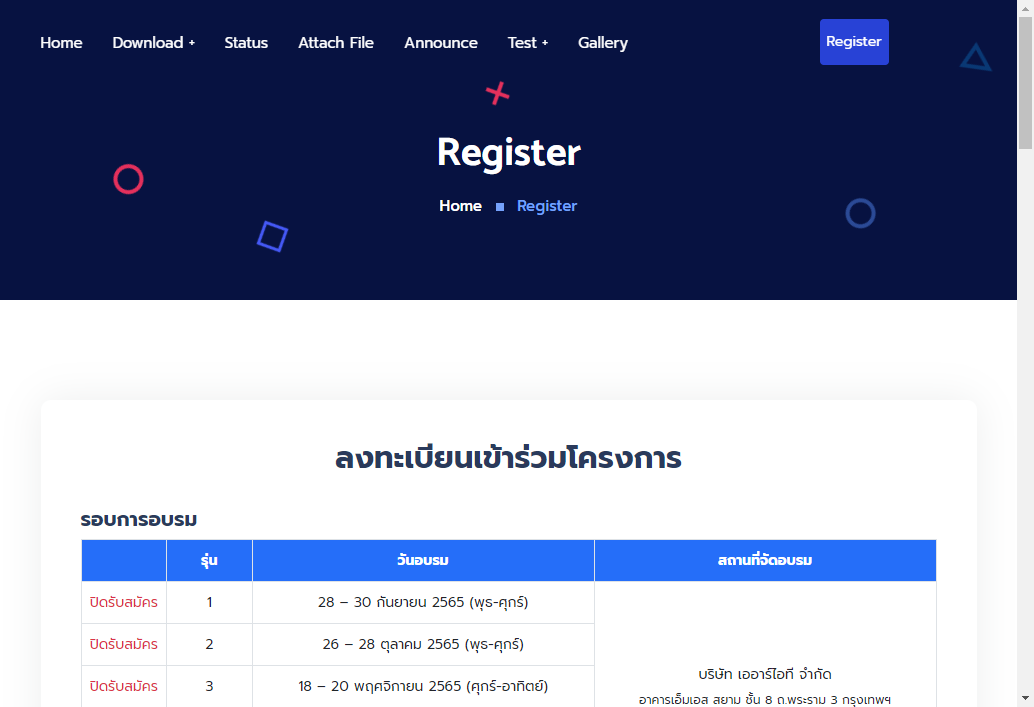 Home Download + Status Attach File Announce Test + Gallery Register
Register
Home Register
ลงทะเบียนเข้าร่วมโครงการ
รอบการอบรม
รุ่น วันอบรม สถานที่จัดอบรม
ปิดรับสมัคร 1 28 – 30 กันยายน 2565 (พุธ-ศุกร์)
ปิดรับสมัคร 2 26 – 28 ตุลาคม 2565 (พุธ-ศุกร์)
ปิดรับสมัคร 3 18 – 20 พฤศจิกายน 2565 (ศุกร์-อาทิตย์)
บริษัท เออาร์ไอที จำกัด
อาคารเอ็มเอส สยาม ชั้น 8 ถ.พระราม 3 กรุงเทพฯ